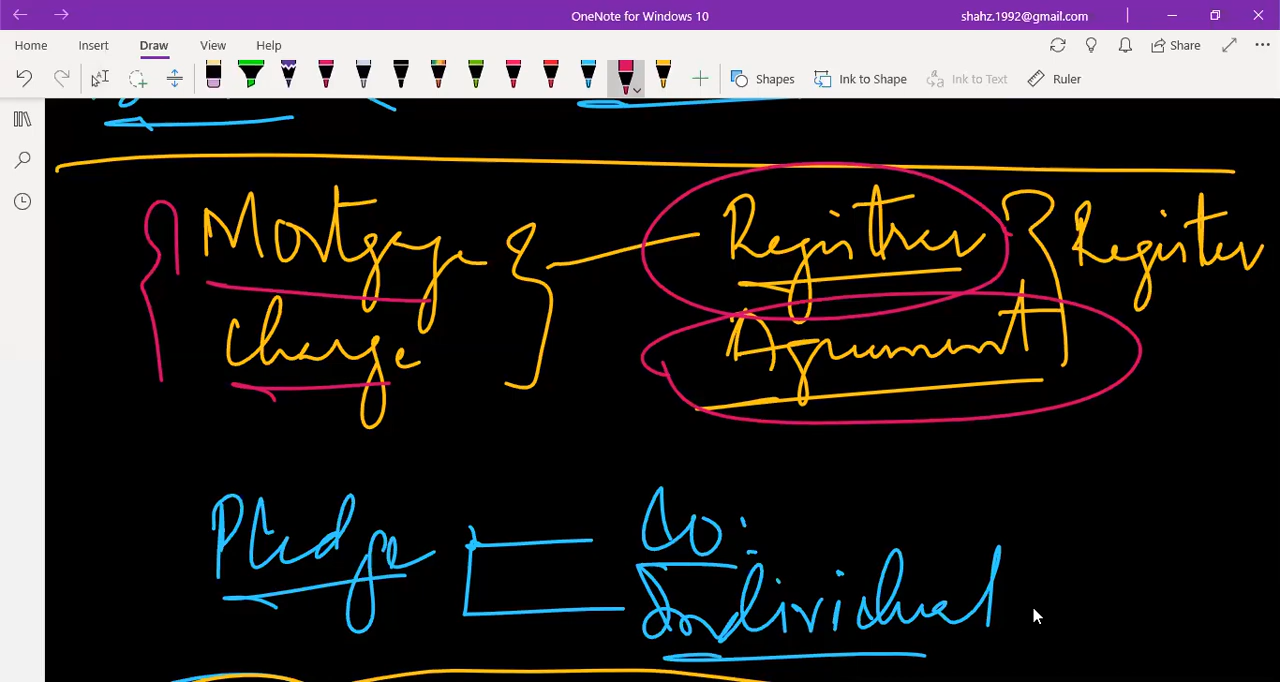 OneNote for Windows 10
shahz.1992@gmail.com
Home Insert Draw View Help
Share
Shapes
Ink to Shape
Ink to Text
Ruler
Mortgage Registrar Register
Charge Agreement
Pledge Co:
Individual